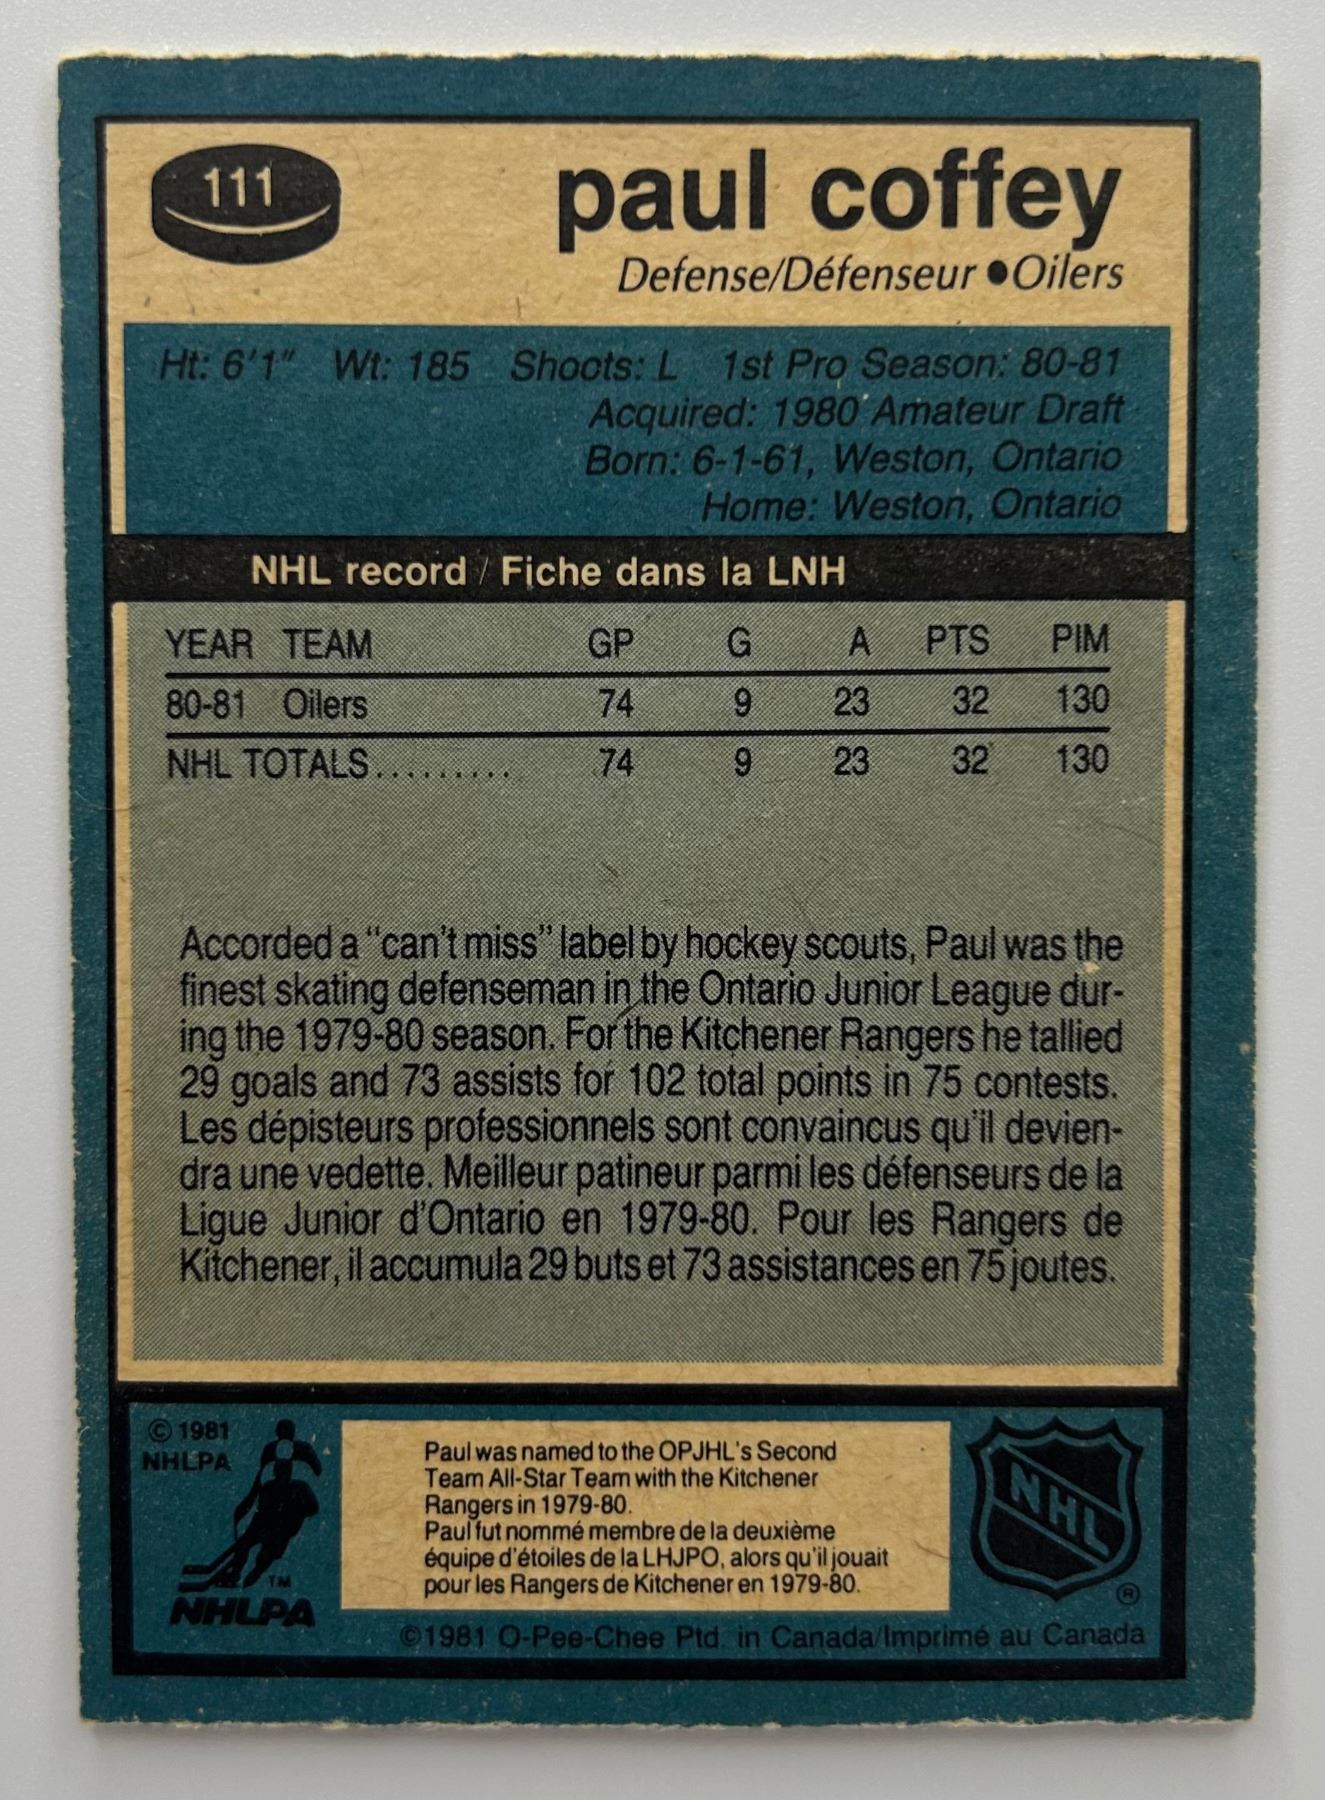 111
paul coffey
Defense/Défenseur ●Oilers
Ht: 6'1" Wt: 185 Shoots: L 1st Pro Season: 80-81
Acquired: 1980 Amateur Draft
Born: 6-1-61, Weston, Ontario
Home: Weston, Ontario
NHL record / Fiche dans la LNH
YEAR TEAM GP G A PTS PIM
80-81 Oilers 74 9 23 32 130
NHL TOTALS......... 74 9 23 32 130
Accorded a "can't miss" label by hockey scouts, Paul was the
finest skating defenseman in the Ontario Junior League dur-
ing the 1979-80 season. For the Kitchener Rangers he tallied
29 goals and 73 assists for 102 total points in 75 contests.
Les dépisteurs professionnels sont convaincus qu'il devien-
dra une vedette. Meilleur patineur parmi les défenseurs de la
Ligue Junior d'Ontario en 1979-80. Pour les Rangers de
Kitchener, il accumula 29 buts et 73 assistances en 75 joutes.
© 1981
NHLPA
TM
NHLPA
Paul was named to the OPJHL's Second
Team All-Star Team with the Kitchener
Rangers in 1979-80.
Paul fut nommé membre de la deuxième
équipe d'étoiles de la LHJPO, alors qu'il jouait
pour les Rangers de Kitchener en 1979-80.
NHL
®
©1981 O-Pee-Chee Ptd. in Canada/Imprimé au Canada